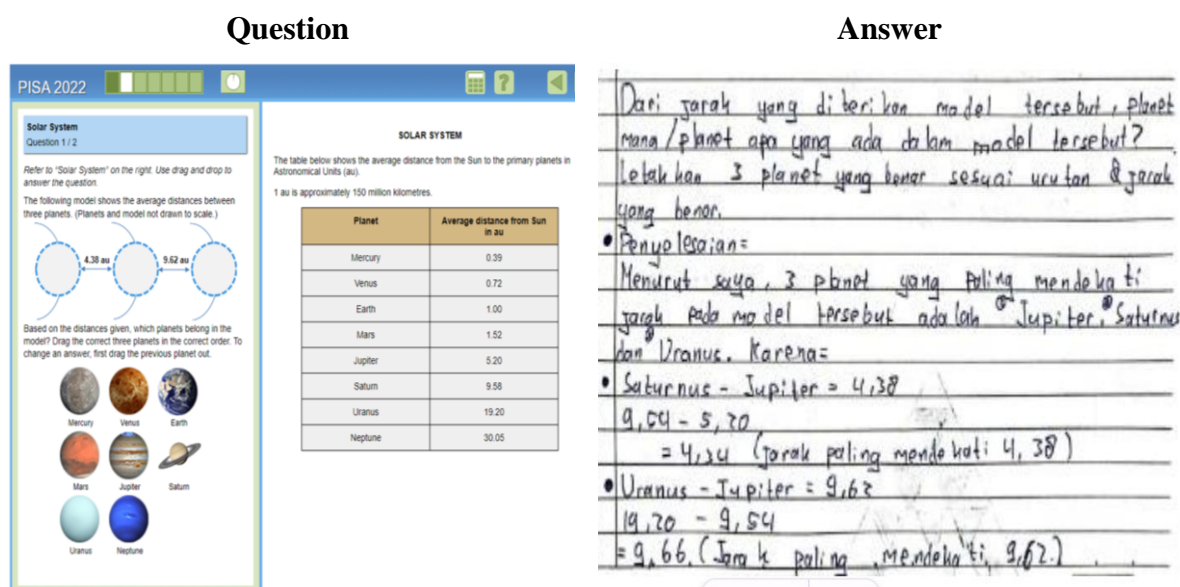 Question
Answer
PISA 2022
?
Solar System
Question 1 / 2
Refer to "Solar System" on the right. Use drag and drop to
answer the question.
The following model shows the average distances between
three planets. (Planets and model not drawn to scale.)
4.38 au
9.62 au
Based on the distances given, which planets belong in the
model? Drag the correct three planets in the correct order. To
change an answer, first drag the previous planet out.
Mercury Venus Earth
Mars Jupiter Saturn
Uranus Neptune
SOLAR SYSTEM
The table below shows the average distance from the Sun to the primary planets in
Astronomical Units (au).
1 au is approximately 150 million kilometres.
Planet Average distance from Sun
in au
Mercury 0.39
Venus 0.72
Earth 1.00
Mars 1.52
Jupiter 5.20
Saturn 9.58
Uranus 19.20
Neptune 30.05
Dari jarak yang diberikan model tersebut, planet
mana / planet apa yang ada dalam model tersebut?
Letakkan 3 planet yang benar sesuai urutan & jarak
yang benar.
• Penyelesaian =
Menurut saya, 3 planet yang paling mendekati
jarak pada model tersebut adalah ① Jupiter, ② Saturnus
dan ③ Uranus. Karena =
• Saturnus - Jupiter = 4,38
9,54 - 5,20
= 4,34 (jarak paling mendekati 4,38)
• Uranus - Jupiter = 9,62
19,20 - 9,54
= 9,66. (Jarak paling mendekati 9,62.)